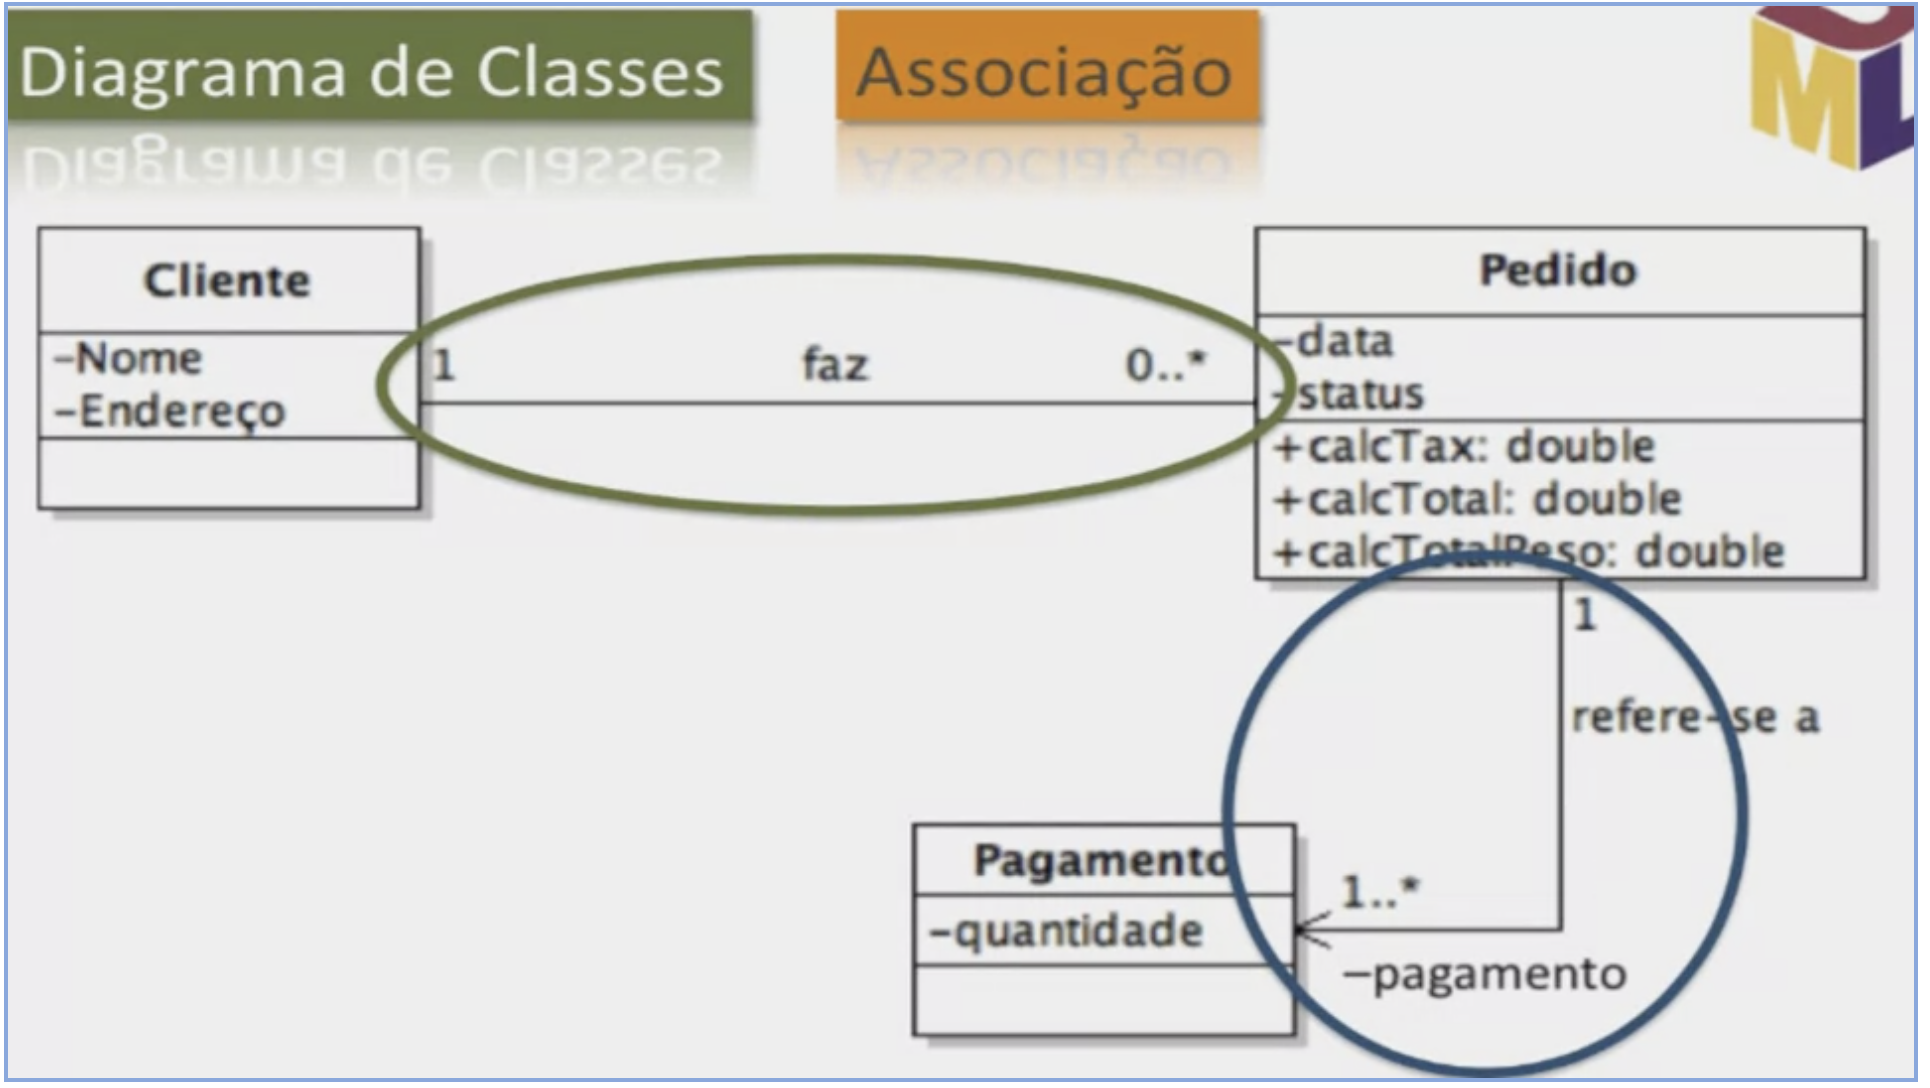 Diagrama de Classes
Associação
UML
Cliente
-Nome
-Endereço
1
faz
0..*
Pedido
-data
-status
+calcTax: double
+calcTotal: double
+calcTotalPeso: double
1
refere-se a
Pagamento
-quantidade
1..*
-pagamento